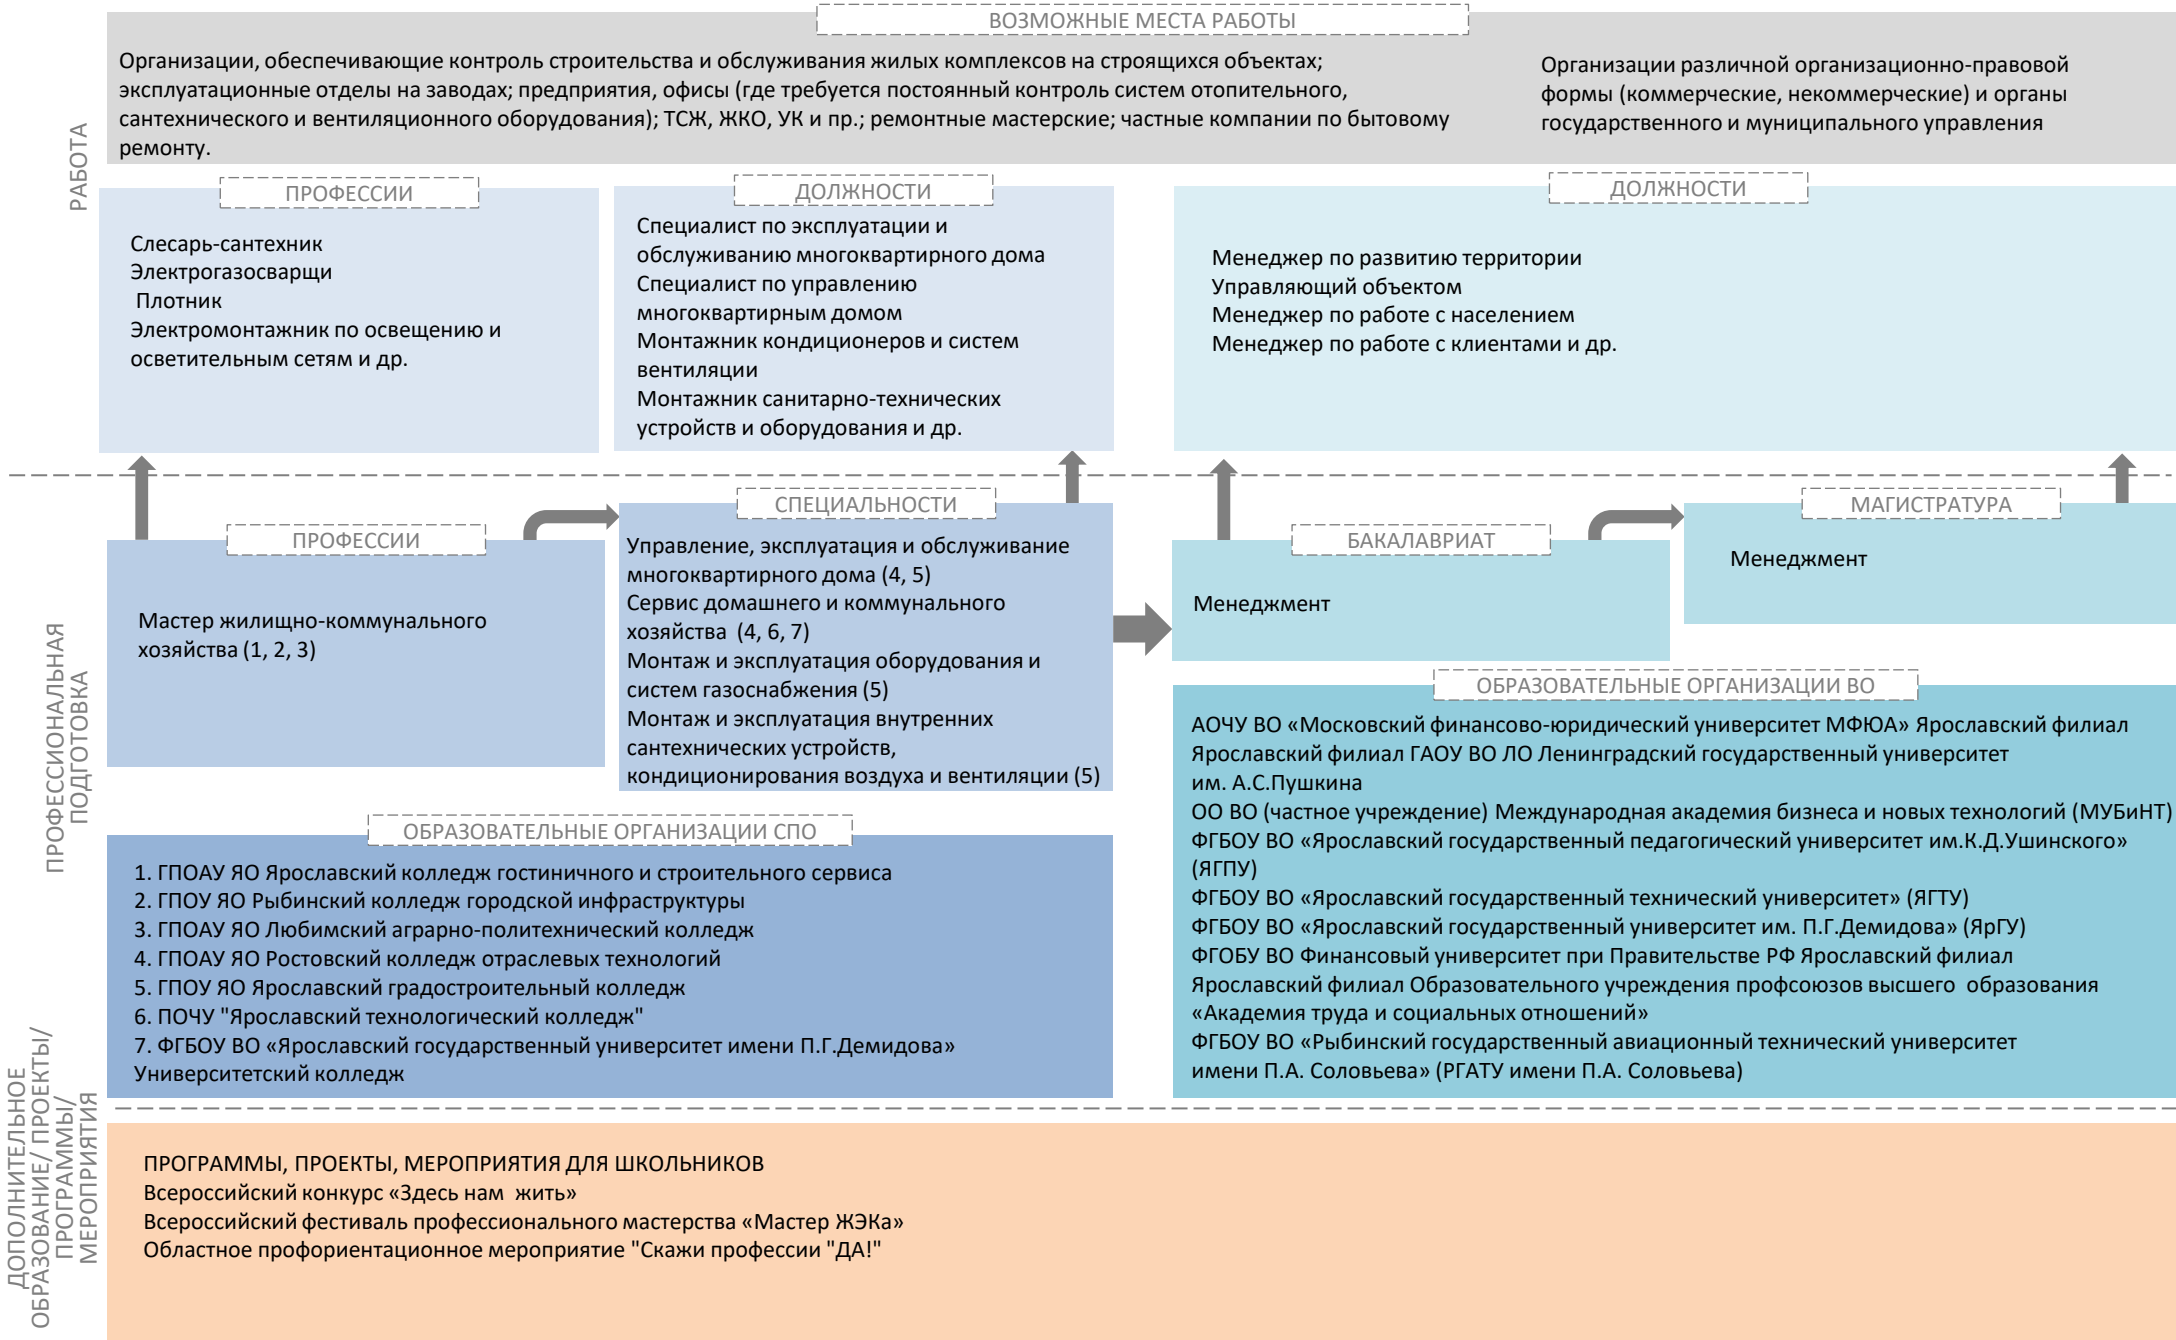 ВОЗМОЖНЫЕ МЕСТА РАБОТЫ
Организации, обеспечивающие контроль строительства и обслуживания жилых комплексов на строящихся объектах;
эксплуатационные отделы на заводах; предприятия, офисы (где требуется постоянный контроль систем отопительного,
сантехнического и вентиляционного оборудования); ТСЖ, ЖКО, УК и пр.; ремонтные мастерские; частные компании по бытовому
ремонту.
Организации различной организационно-правовой
формы (коммерческие, некоммерческие) и органы
государственного и муниципального управления
РАБОТА
ПРОФЕССИИ
Слесарь-сантехник
Электрогазосварщи
Плотник
Электромонтажник по освещению и
осветительным сетям и др.
ДОЛЖНОСТИ
Специалист по эксплуатации и
обслуживанию многоквартирного дома
Специалист по управлению
многоквартирным домом
Монтажник кондиционеров и систем
вентиляции
Монтажник санитарно-технических
устройств и оборудования и др.
ДОЛЖНОСТИ
Менеджер по развитию территории
Управляющий объектом
Менеджер по работе с населением
Менеджер по работе с клиентами и др.
ПРОФЕССИОНАЛЬНАЯ
ПОДГОТОВКА
ПРОФЕССИИ
Мастер жилищно-коммунального
хозяйства (1, 2, 3)
СПЕЦИАЛЬНОСТИ
Управление, эксплуатация и обслуживание
многоквартирного дома (4, 5)
Сервис домашнего и коммунального
хозяйства (4, 6, 7)
Монтаж и эксплуатация оборудования и
систем газоснабжения (5)
Монтаж и эксплуатация внутренних
сантехнических устройств,
кондиционирования воздуха и вентиляции (5)
БАКАЛАВРИАТ
Менеджмент
МАГИСТРАТУРА
Менеджмент
ОБРАЗОВАТЕЛЬНЫЕ ОРГАНИЗАЦИИ СПО
1. ГПОАУ ЯО Ярославский колледж гостиничного и строительного сервиса
2. ГПОУ ЯО Рыбинский колледж городской инфраструктуры
3. ГПОАУ ЯО Любимский аграрно-политехнический колледж
4. ГПОАУ ЯО Ростовский колледж отраслевых технологий
5. ГПОУ ЯО Ярославский градостроительный колледж
6. ПОЧУ "Ярославский технологический колледж"
7. ФГБОУ ВО «Ярославский государственный университет имени П.Г.Демидова»
Университетский колледж
ОБРАЗОВАТЕЛЬНЫЕ ОРГАНИЗАЦИИ ВО
АОЧУ ВО «Московский финансово-юридический университет МФЮА» Ярославский филиал
Ярославский филиал ГАОУ ВО ЛО Ленинградский государственный университет
им. А.С.Пушкина
ОО ВО (частное учреждение) Международная академия бизнеса и новых технологий (МУБиНТ)
ФГБОУ ВО «Ярославский государственный педагогический университет им.К.Д.Ушинского»
(ЯГПУ)
ФГБОУ ВО «Ярославский государственный технический университет» (ЯГТУ)
ФГБОУ ВО «Ярославский государственный университет им. П.Г.Демидова» (ЯрГУ)
ФГОБУ ВО Финансовый университет при Правительстве РФ Ярославский филиал
Ярославский филиал Образовательного учреждения профсоюзов высшего образования
«Академия труда и социальных отношений»
ФГБОУ ВО «Рыбинский государственный авиационный технический университет
имени П.А. Соловьева» (РГАТУ имени П.А. Соловьева)
ДОПОЛНИТЕЛЬНОЕ
ОБРАЗОВАНИЕ/ ПРОЕКТЫ/
ПРОГРАММЫ/
МЕРОПРИЯТИЯ
ПРОГРАММЫ, ПРОЕКТЫ, МЕРОПРИЯТИЯ ДЛЯ ШКОЛЬНИКОВ
Всероссийский конкурс «Здесь нам жить»
Всероссийский фестиваль профессионального мастерства «Мастер ЖЭКа»
Областное профориентационное мероприятие "Скажи профессии "ДА!"